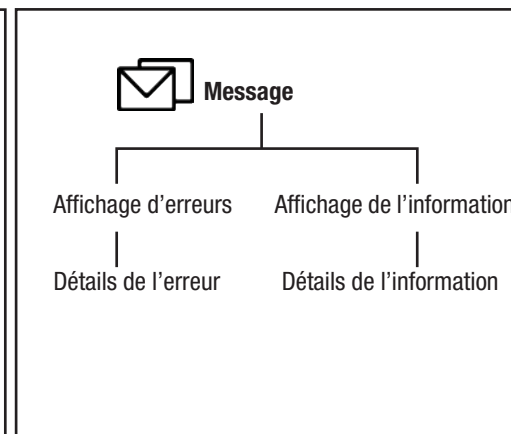 Message
Affichage d'erreurs
Affichage de l'information
Détails de l'erreur
Détails de l'information